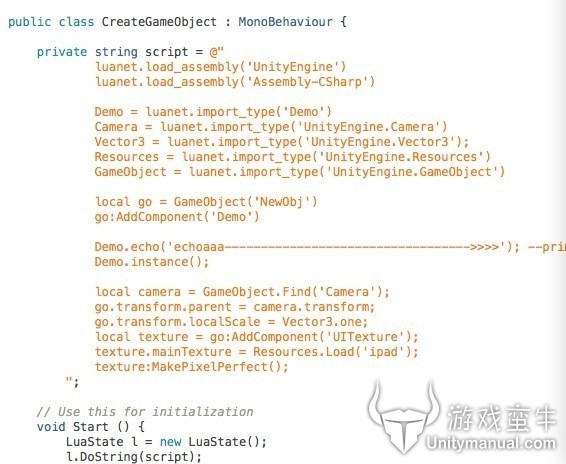 public class CreateGameObject : MonoBehaviour {
private string script = @"
luanet.load_assembly('UnityEngine')
luanet.load_assembly('Assembly-CSharp')
Demo = luanet.import_type('Demo')
Camera = luanet.import_type('UnityEngine.Camera')
Vector3 = luanet.import_type('UnityEngine.Vector3');
Resources = luanet.import_type('UnityEngine.Resources')
GameObject = luanet.import_type('UnityEngine.GameObject')
local go = GameObject('NewObj')
go:AddComponent('Demo')
Demo.echo('echoaaa---------------------------------->>>>'); --prin
Demo.instance();
local camera = GameObject.Find('Camera');
go.transform.parent = camera.transform;
go.transform.localScale = Vector3.one;
local texture = go:AddComponent('UITexture');
texture.mainTexture = Resources.Load('ipad');
texture:MakePixelPerfect();
";
// Use this for initialization
void Start () {
LuaState l = new LuaState();
l.DoString(script);
游戏蛮牛
Unitymanual.com